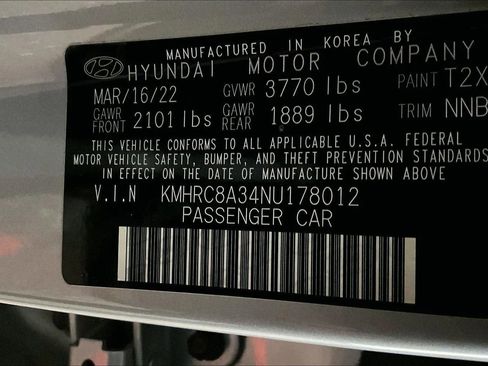 MANUFACTURED IN KOREA BY
HYUNDAI MOTOR COMPANY
MAR/16/22 GVWR 3770 lbs PAINT T2X
GAWR FRONT 2101 lbs GAWR REAR 1889 lbs TRIM NNB
THIS VEHICLE CONFORMS TO ALL APPLICABLE U.S.A. FEDERAL
MOTOR VEHICLE SAFETY, BUMPER, AND THEFT PREVENTION STANDARDS
IN EFFECT ON THE DATE OF MANUFACTURE SHOWN ABOVE.
V.I.N KMHRC8A34NU178012
PASSENGER CAR